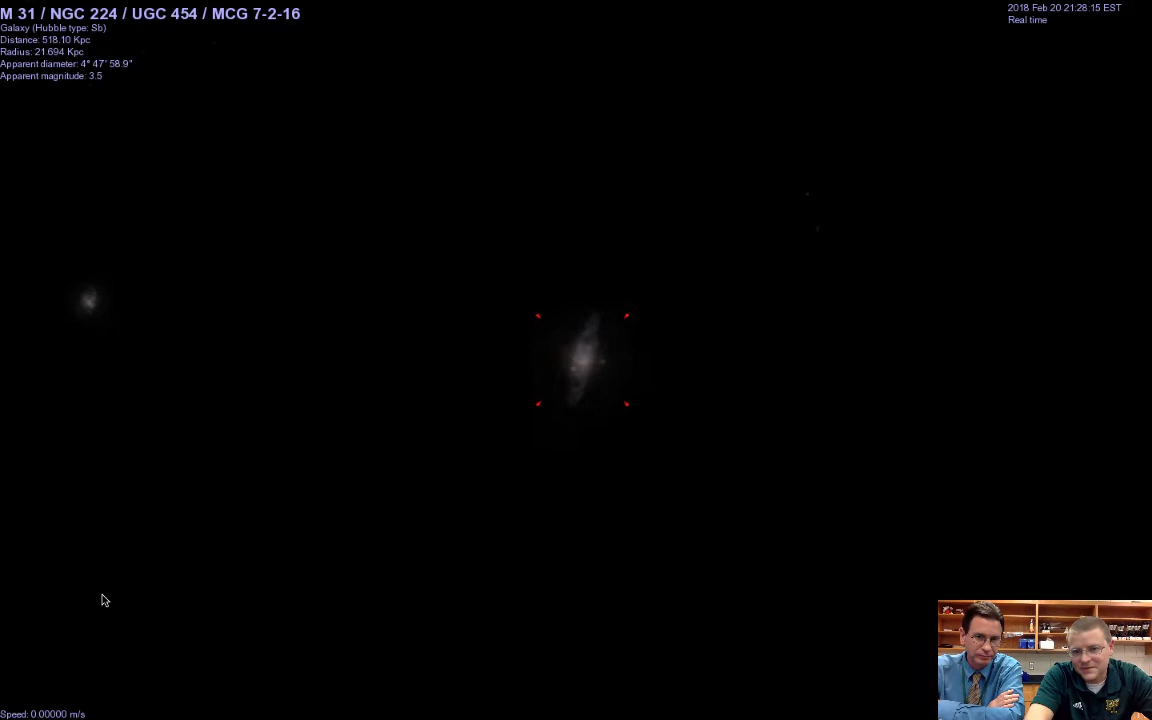 M 31 / NGC 224 / UGC 454 / MCG 7-2-16
Galaxy (Hubble type: Sb)
Distance: 518.10 Kpc
Radius: 21.694 Kpc
Apparent diameter: 4° 47' 58.9"
Apparent magnitude: 3.5
2018 Feb 20 21:28:15 EST
Real time
Speed: 0.00000 m/s